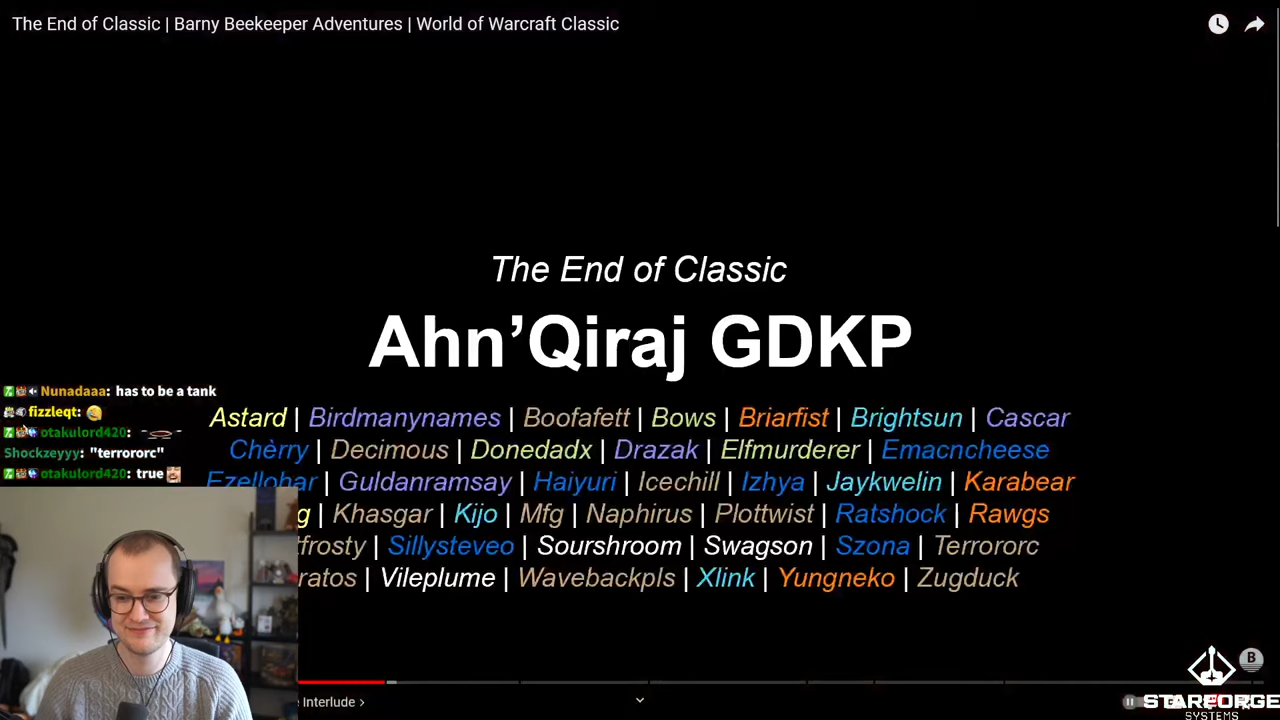 The End of Classic | Barny Beekeeper Adventures | World of Warcraft Classic
The End of Classic
Ahn'Qiraj GDKP
Nunadaaa: has to be a tank
fizzleqt:
otakulord420:
Shockzeyyy: "terrororc"
otakulord420: true
Astard | Birdmanynames | Boofafett | Bows | Briarfist | Brightsun | Cascar
Chèrry | Decimous | Donedadx | Drazak | Elfmurderer | Emacncheese
Ezellohar | Guldanramsay | Haiyuri | Icechill | Izhya | Jaykwelin | Karabear
g | Khasgar | Kijo | Mfg | Naphirus | Plottwist | Ratshock | Rawgs
frosty | Sillysteveo | Sourshroom | Swagson | Szona | Terrororc
ratos | Vileplume | Wavebackpls | Xlink | Yungneko | Zugduck
B
Interlude >
STARFORGE
SYSTEMS